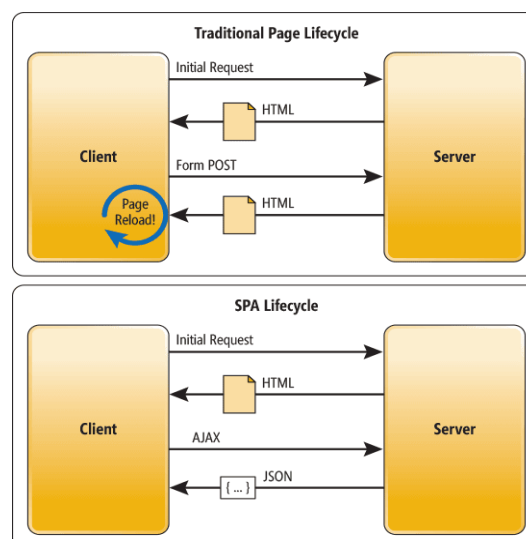 Traditional Page Lifecycle
Initial Request
HTML
Client
Server
Form POST
Page
Reload!
HTML
SPA Lifecycle
Initial Request
HTML
Client
Server
AJAX
JSON
{ ... }